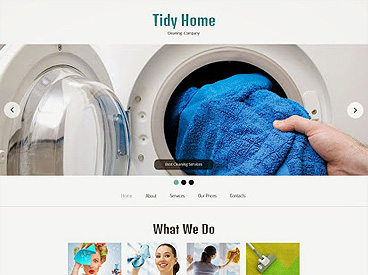 Tidy Home
Cleaning Company
Best Cleaning Services
Home About Services Our Prices Contacts
What We Do